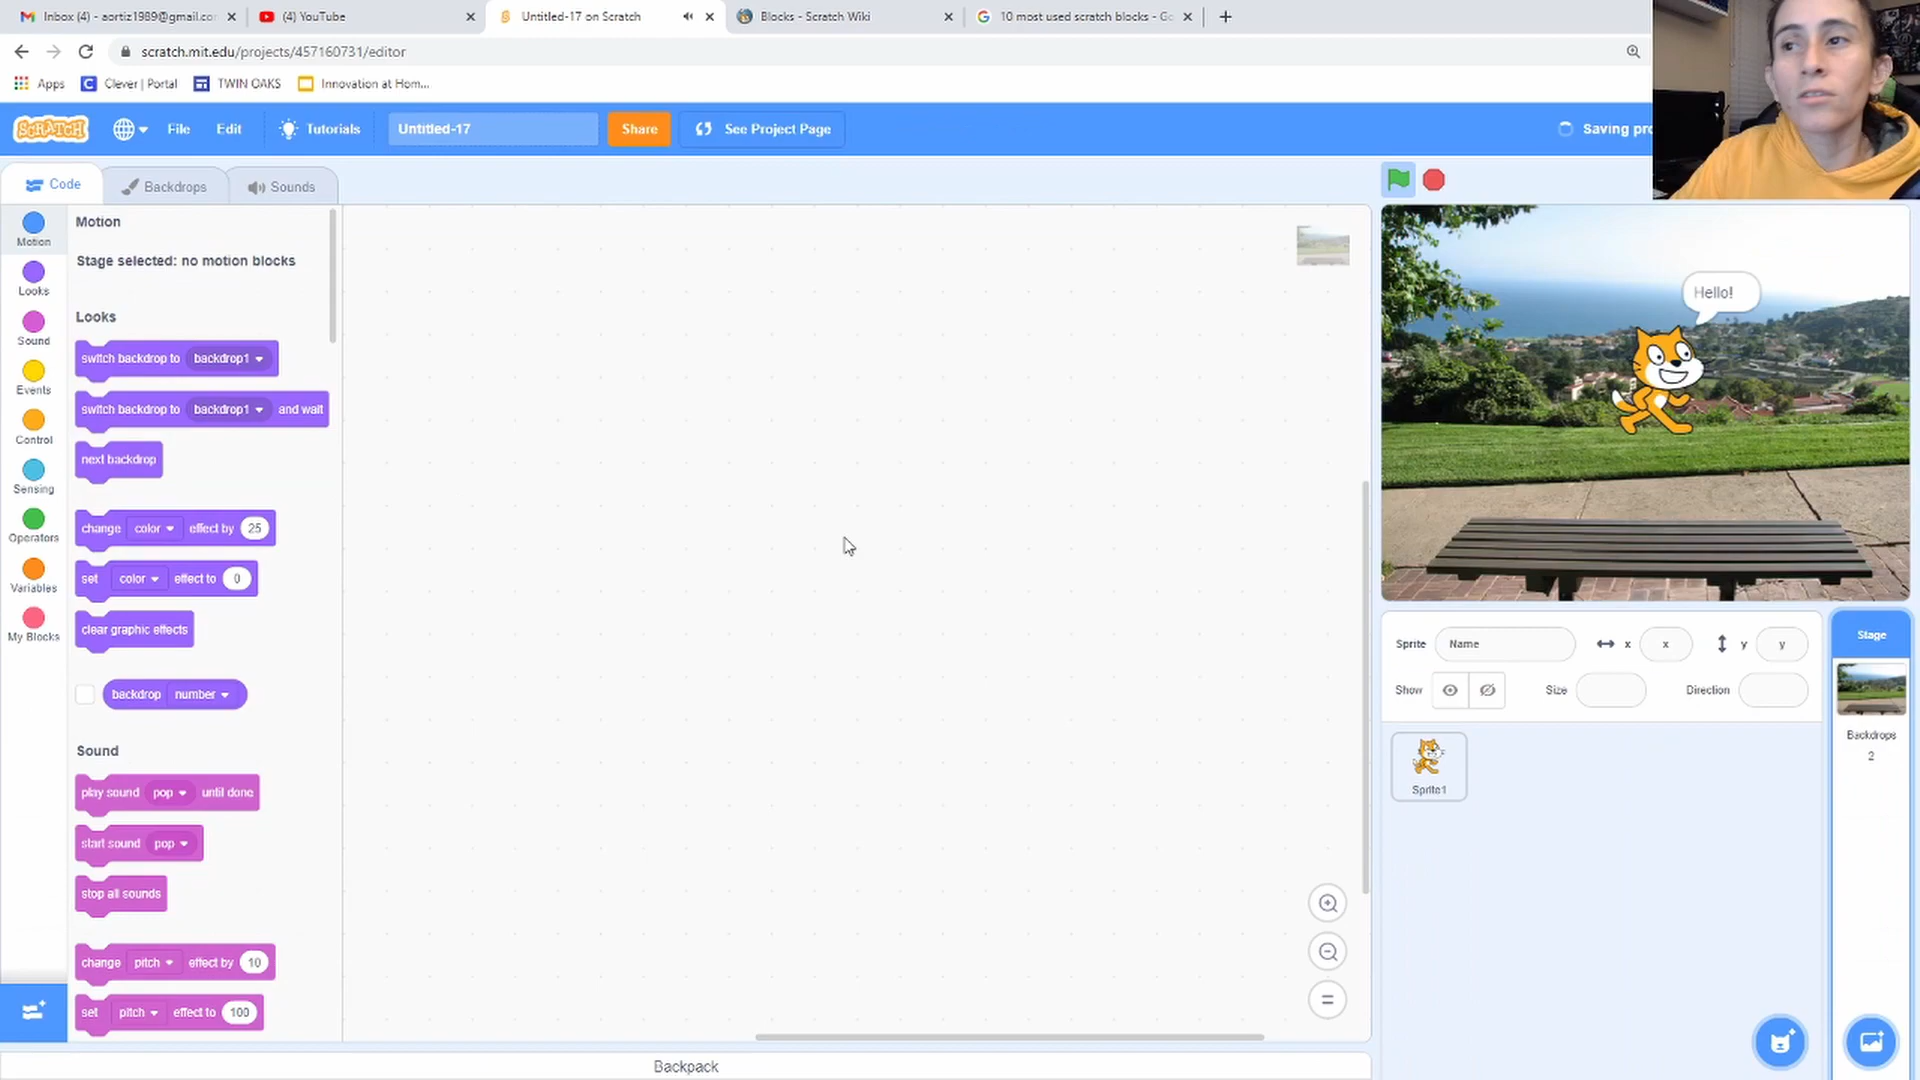 Inbox (4) - aortiz1989@gmail.cor
(4) YouTube
Untitled-17 on Scratch
Blocks - Scratch Wiki
10 most used scratch blocks - Go
scratch.mit.edu/projects/457160731/editor
Apps
Clever | Portal
TWIN OAKS
Innovation at Hom...
SCRATCH
File
Edit
Tutorials
Untitled-17
Share
See Project Page
Saving pro
Code
Backdrops
Sounds
Motion
Looks
Sound
Events
Control
Sensing
Operators
Variables
My Blocks
Motion
Stage selected: no motion blocks
Looks
switch backdrop to backdrop1
switch backdrop to backdrop1 and wait
next backdrop
change color effect by 25
set color effect to 0
clear graphic effects
backdrop number
Sound
play sound pop until done
start sound pop
stop all sounds
change pitch effect by 10
set pitch effect to 100
Hello!
Sprite Name x x y y
Show Size Direction
Sprite1
Stage
Backdrops
2
Backpack